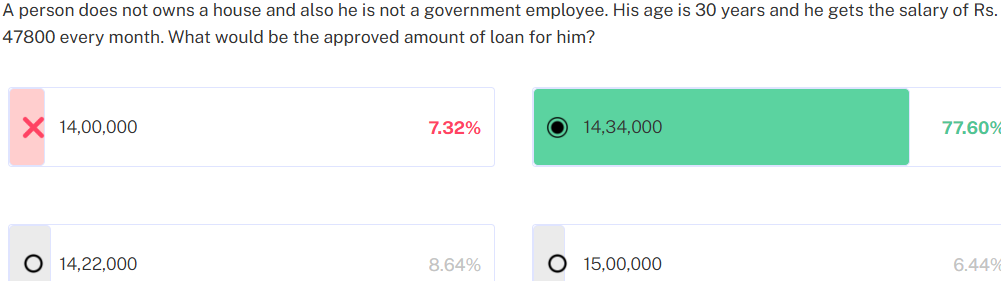 A person does not owns a house and also he is not a government employee. His age is 30 years and he gets the salary of Rs.
47800 every month. What would be the approved amount of loan for him?
14,00,000 7.32% 14,34,000 77.60%
14,22,000 8.64% 15,00,000 6.44%